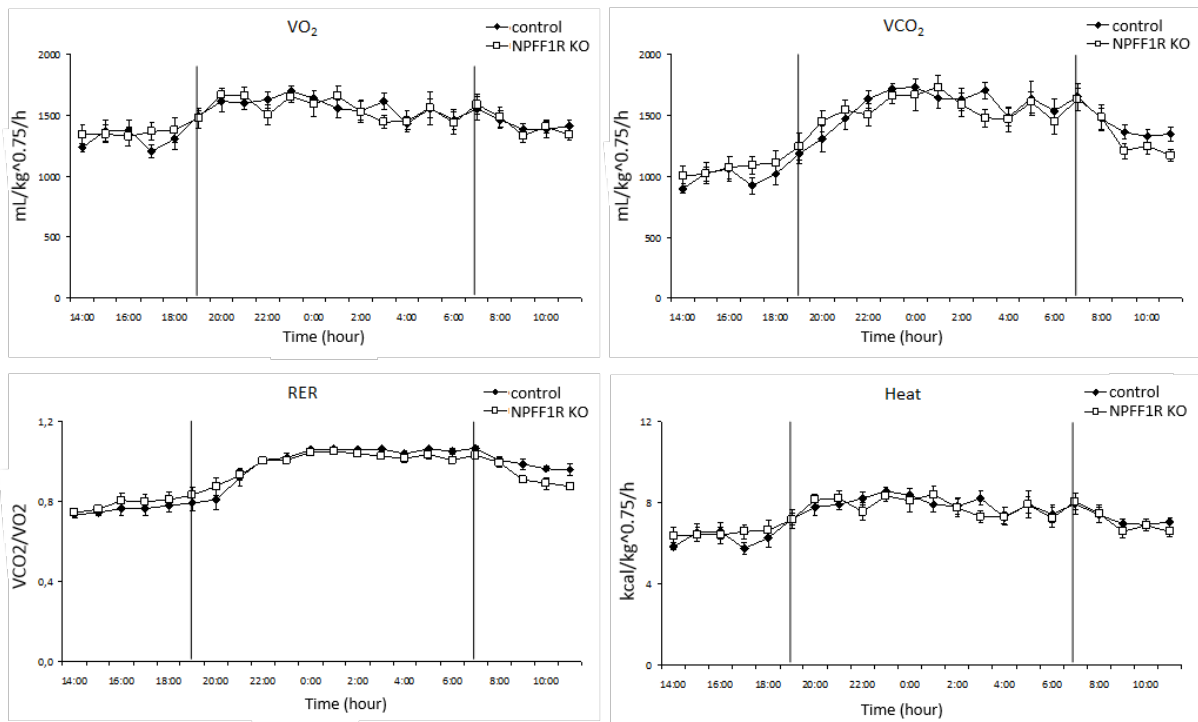 VO₂
control
NPFF1R KO
mL/kg^0.75/h
2000
1500
1000
500
0
14:00 16:00 18:00 20:00 22:00 0:00 2:00 4:00 6:00 8:00 10:00
Time (hour)
VCO₂
control
NPFF1R KO
mL/kg^0.75/h
2000
1500
1000
500
0
14:00 16:00 18:00 20:00 22:00 0:00 2:00 4:00 6:00 8:00 10:00
Time (hour)
RER
control
NPFF1R KO
VCO2/VO2
1,2
0,8
0,4
0,0
14:00 16:00 18:00 20:00 22:00 0:00 2:00 4:00 6:00 8:00 10:00
Time (hour)
Heat
control
NPFF1R KO
kcal/kg^0.75/h
12
8
4
0
14:00 16:00 18:00 20:00 22:00 0:00 2:00 4:00 6:00 8:00 10:00
Time (hour)